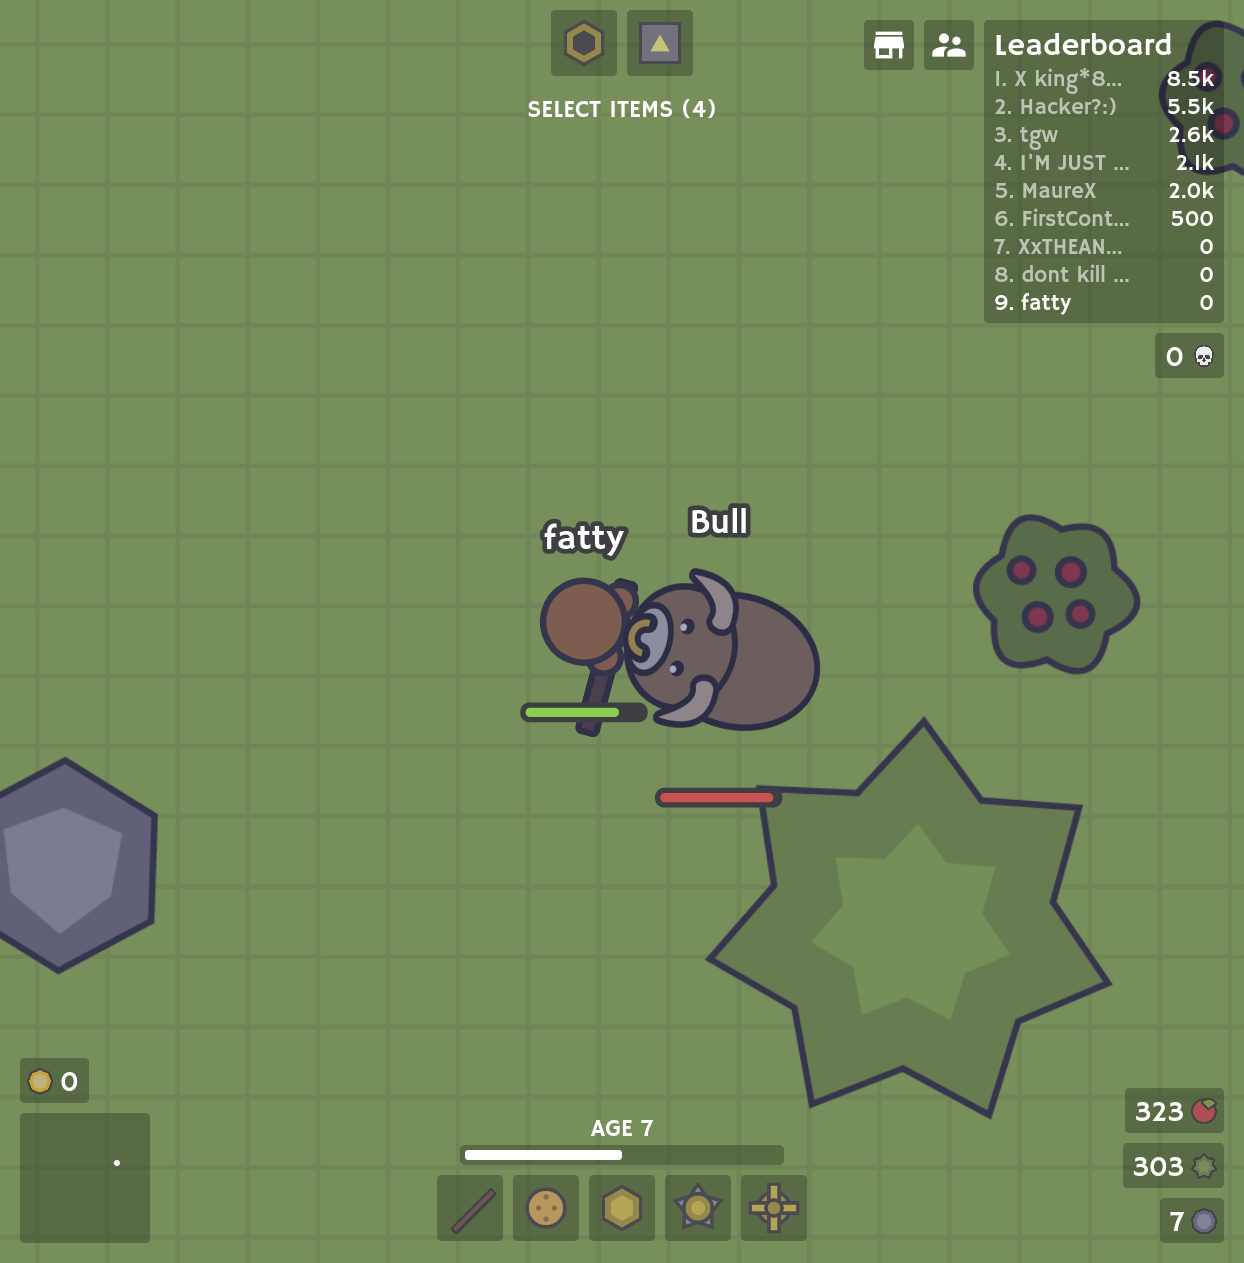 SELECT ITEMS (4)
Leaderboard
1. X king*8... 8.5k
2. Hacker?:) 5.5k
3. tgw 2.6k
4. I'M JUST ... 2.1k
5. MaureX 2.0k
6. FirstCont... 500
7. XxTHEAN... 0
8. dont kill ... 0
9. fatty 0
0
Bull
fatty
0
323
303
7
AGE 7